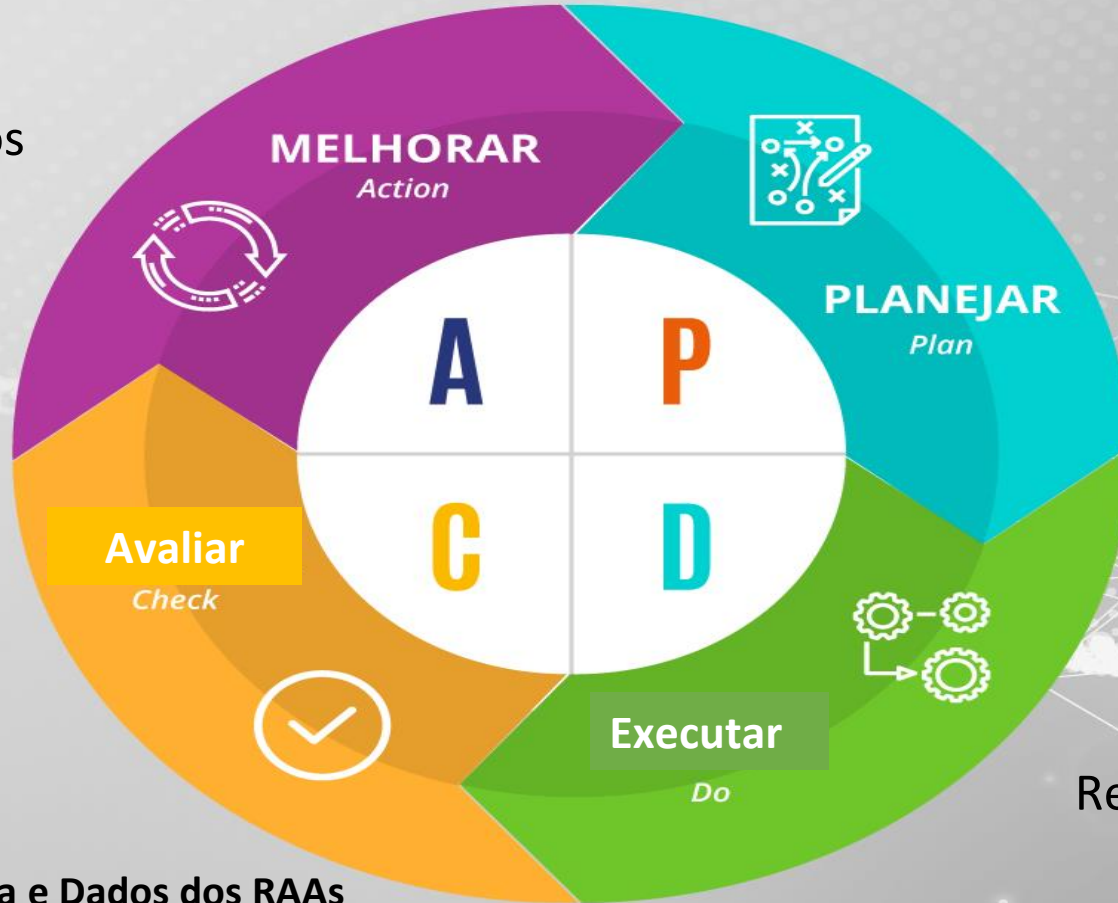 os
MELHORAR
Action
PLANEJAR
Plan
A
P
C
D
Avaliar
Check
Executar
Do
Re
a e Dados dos RAAs